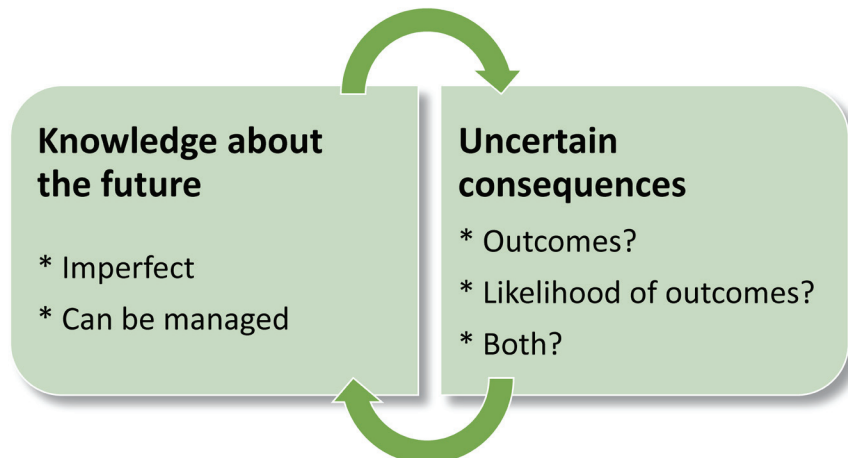 Knowledge about
the future
* Imperfect
* Can be managed
Uncertain
consequences
* Outcomes?
* Likelihood of outcomes?
* Both?